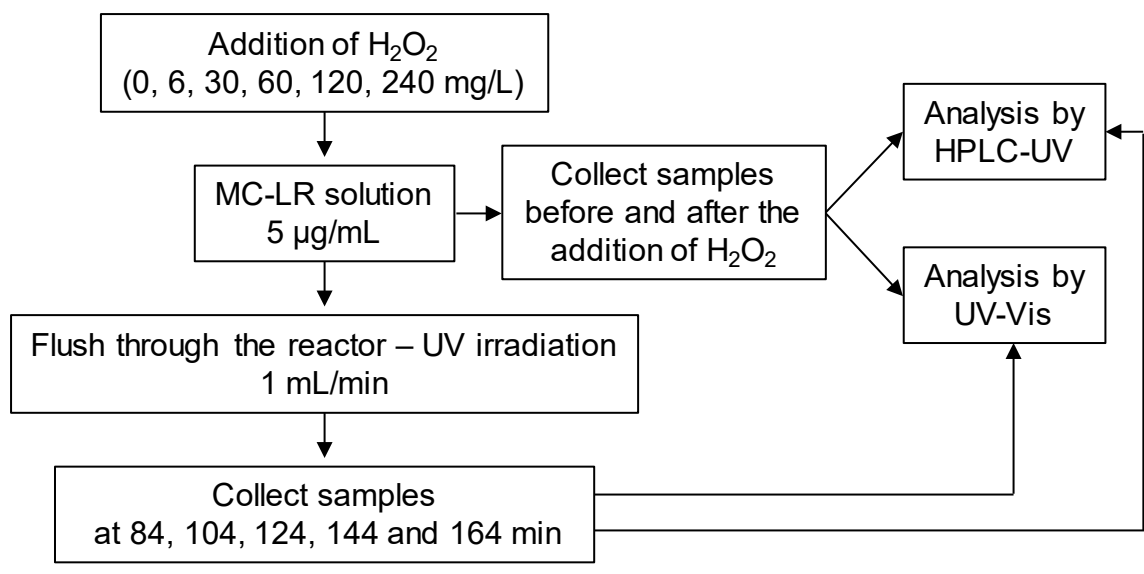 Addition of H₂O₂
(0, 6, 30, 60, 120, 240 mg/L)
MC-LR solution
5 µg/mL
Collect samples
before and after the
addition of H₂O₂
Analysis by
HPLC-UV
Analysis by
UV-Vis
Flush through the reactor – UV irradiation
1 mL/min
Collect samples
at 84, 104, 124, 144 and 164 min